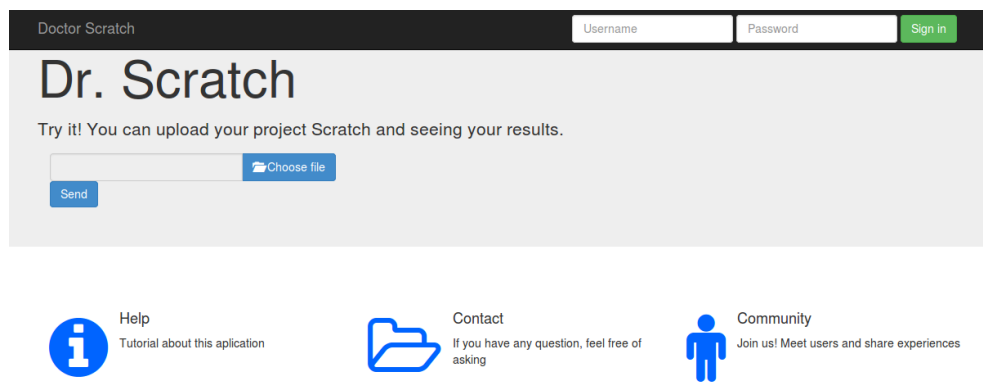 Doctor Scratch Username Password Sign in
Dr. Scratch
Try it! You can upload your project Scratch and seeing your results.
Choose file
Send
Help
Tutorial about this aplication
Contact
If you have any question, feel free of
asking
Community
Join us! Meet users and share experiences